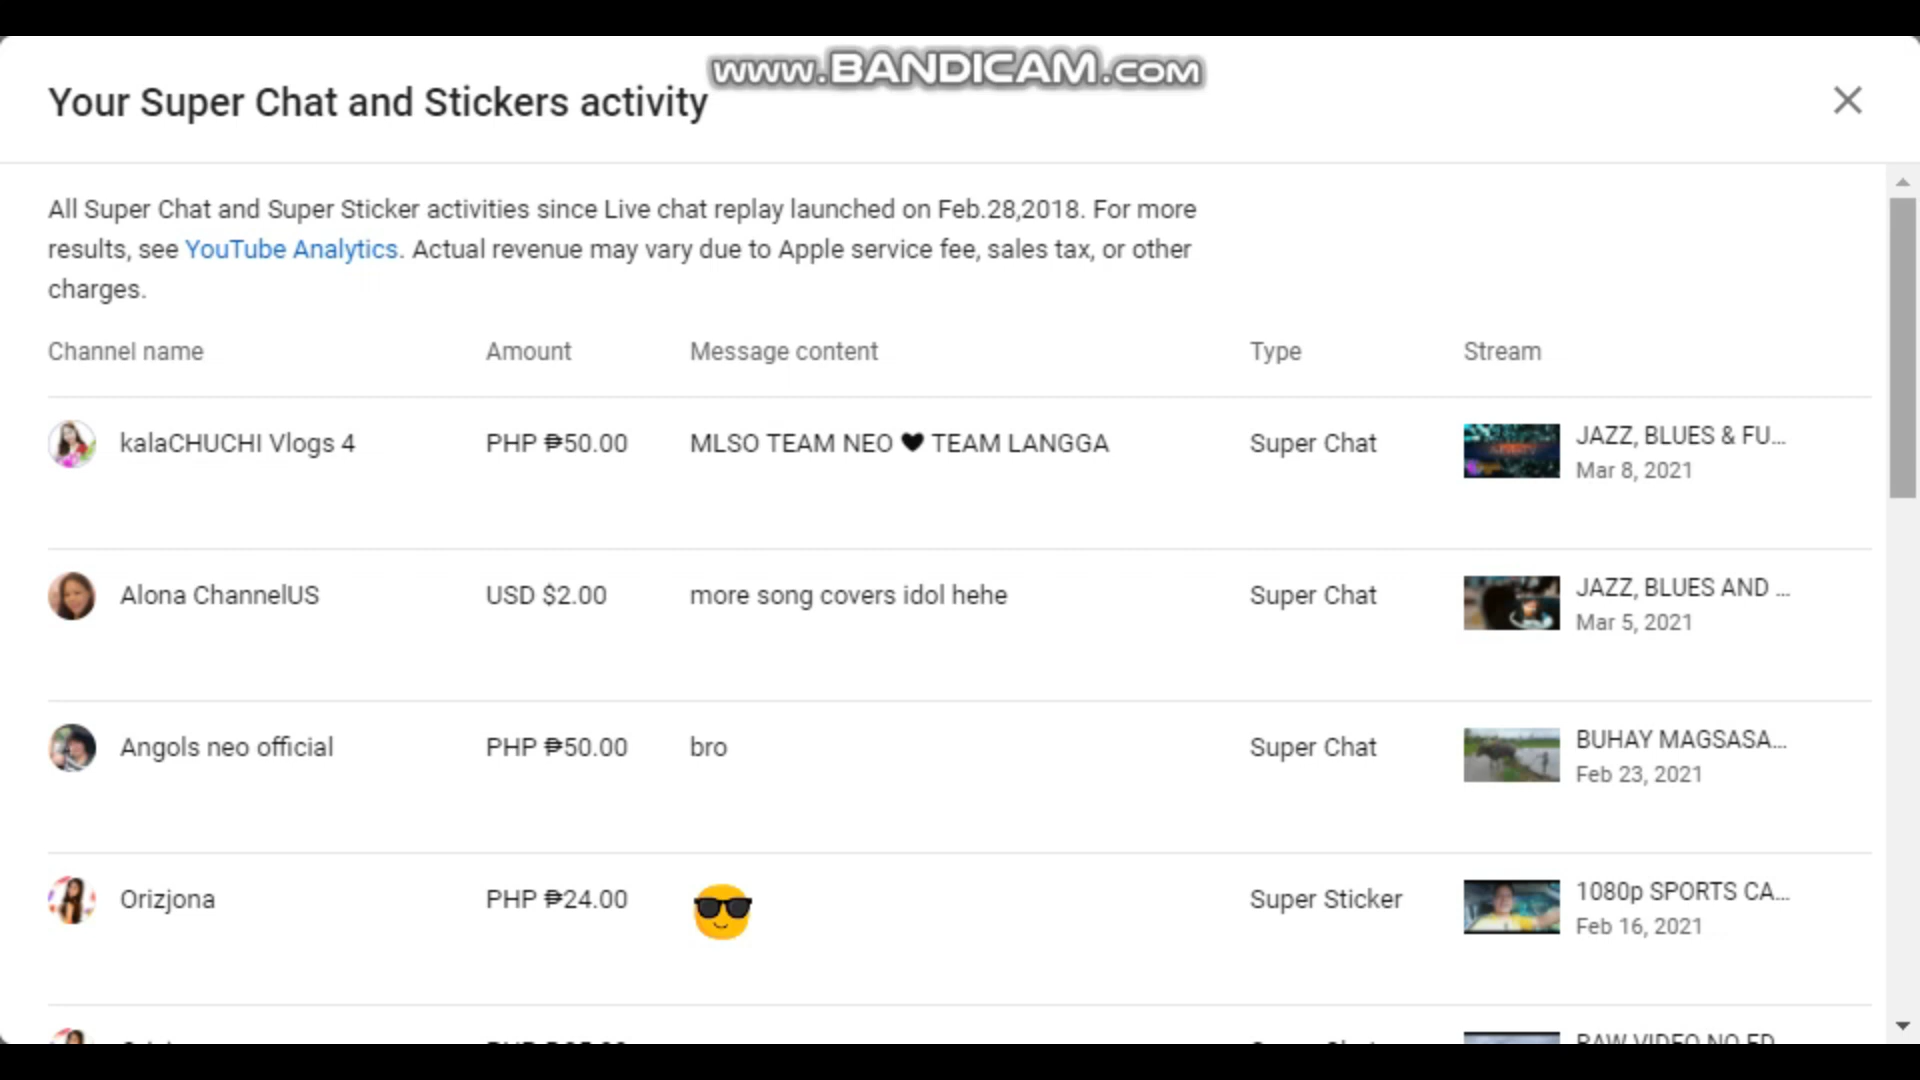 www.BANDICAM.com
Your Super Chat and Stickers activity
All Super Chat and Super Sticker activities since Live chat replay launched on Feb.28,2018. For more
results, see YouTube Analytics. Actual revenue may vary due to Apple service fee, sales tax, or other
charges.
Channel name Amount Message content Type Stream
kalaCHUCHI Vlogs 4 PHP ₱50.00 MLSO TEAM NEO 🖤 TEAM LANGGA Super Chat JAZZ, BLUES & FU...
Mar 8, 2021
Alona ChannelUS USD $2.00 more song covers idol hehe Super Chat JAZZ, BLUES AND ...
Mar 5, 2021
Angols neo official PHP ₱50.00 bro Super Chat BUHAY MAGSASA...
Feb 23, 2021
Orizjona PHP ₱24.00 😎 Super Sticker 1080p SPORTS CA...
Feb 16, 2021
RAW VIDEO NO ED